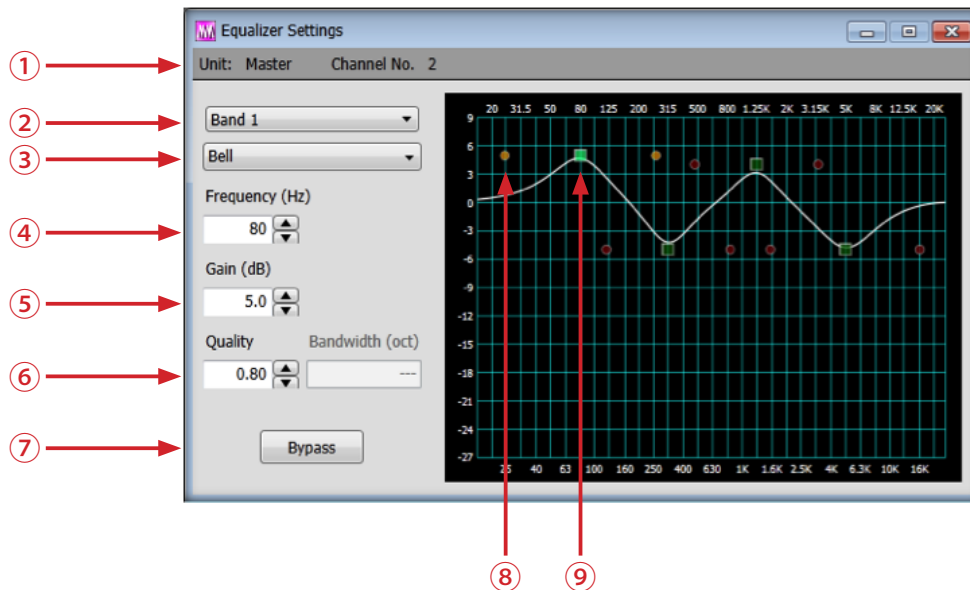 Equalizer Settings
① Unit: Master Channel No. 2
② Band 1
③ Bell
Frequency (Hz)
④ 80
Gain (dB)
⑤ 5.0
Quality Bandwidth (oct)
⑥ 0.80 ---
⑦ Bypass
20 31.5 50 80 125 200 315 500 800 1.25K 2K 3.15K 5K 8K 12.5K 20K
9
6
3
0
-3
-6
-9
-12
-15
-18
-21
-24
-27
25 40 63 100 160 250 400 630 1K 1.6K 2.5K 4K 6.3K 10K 16K
⑧ ⑨